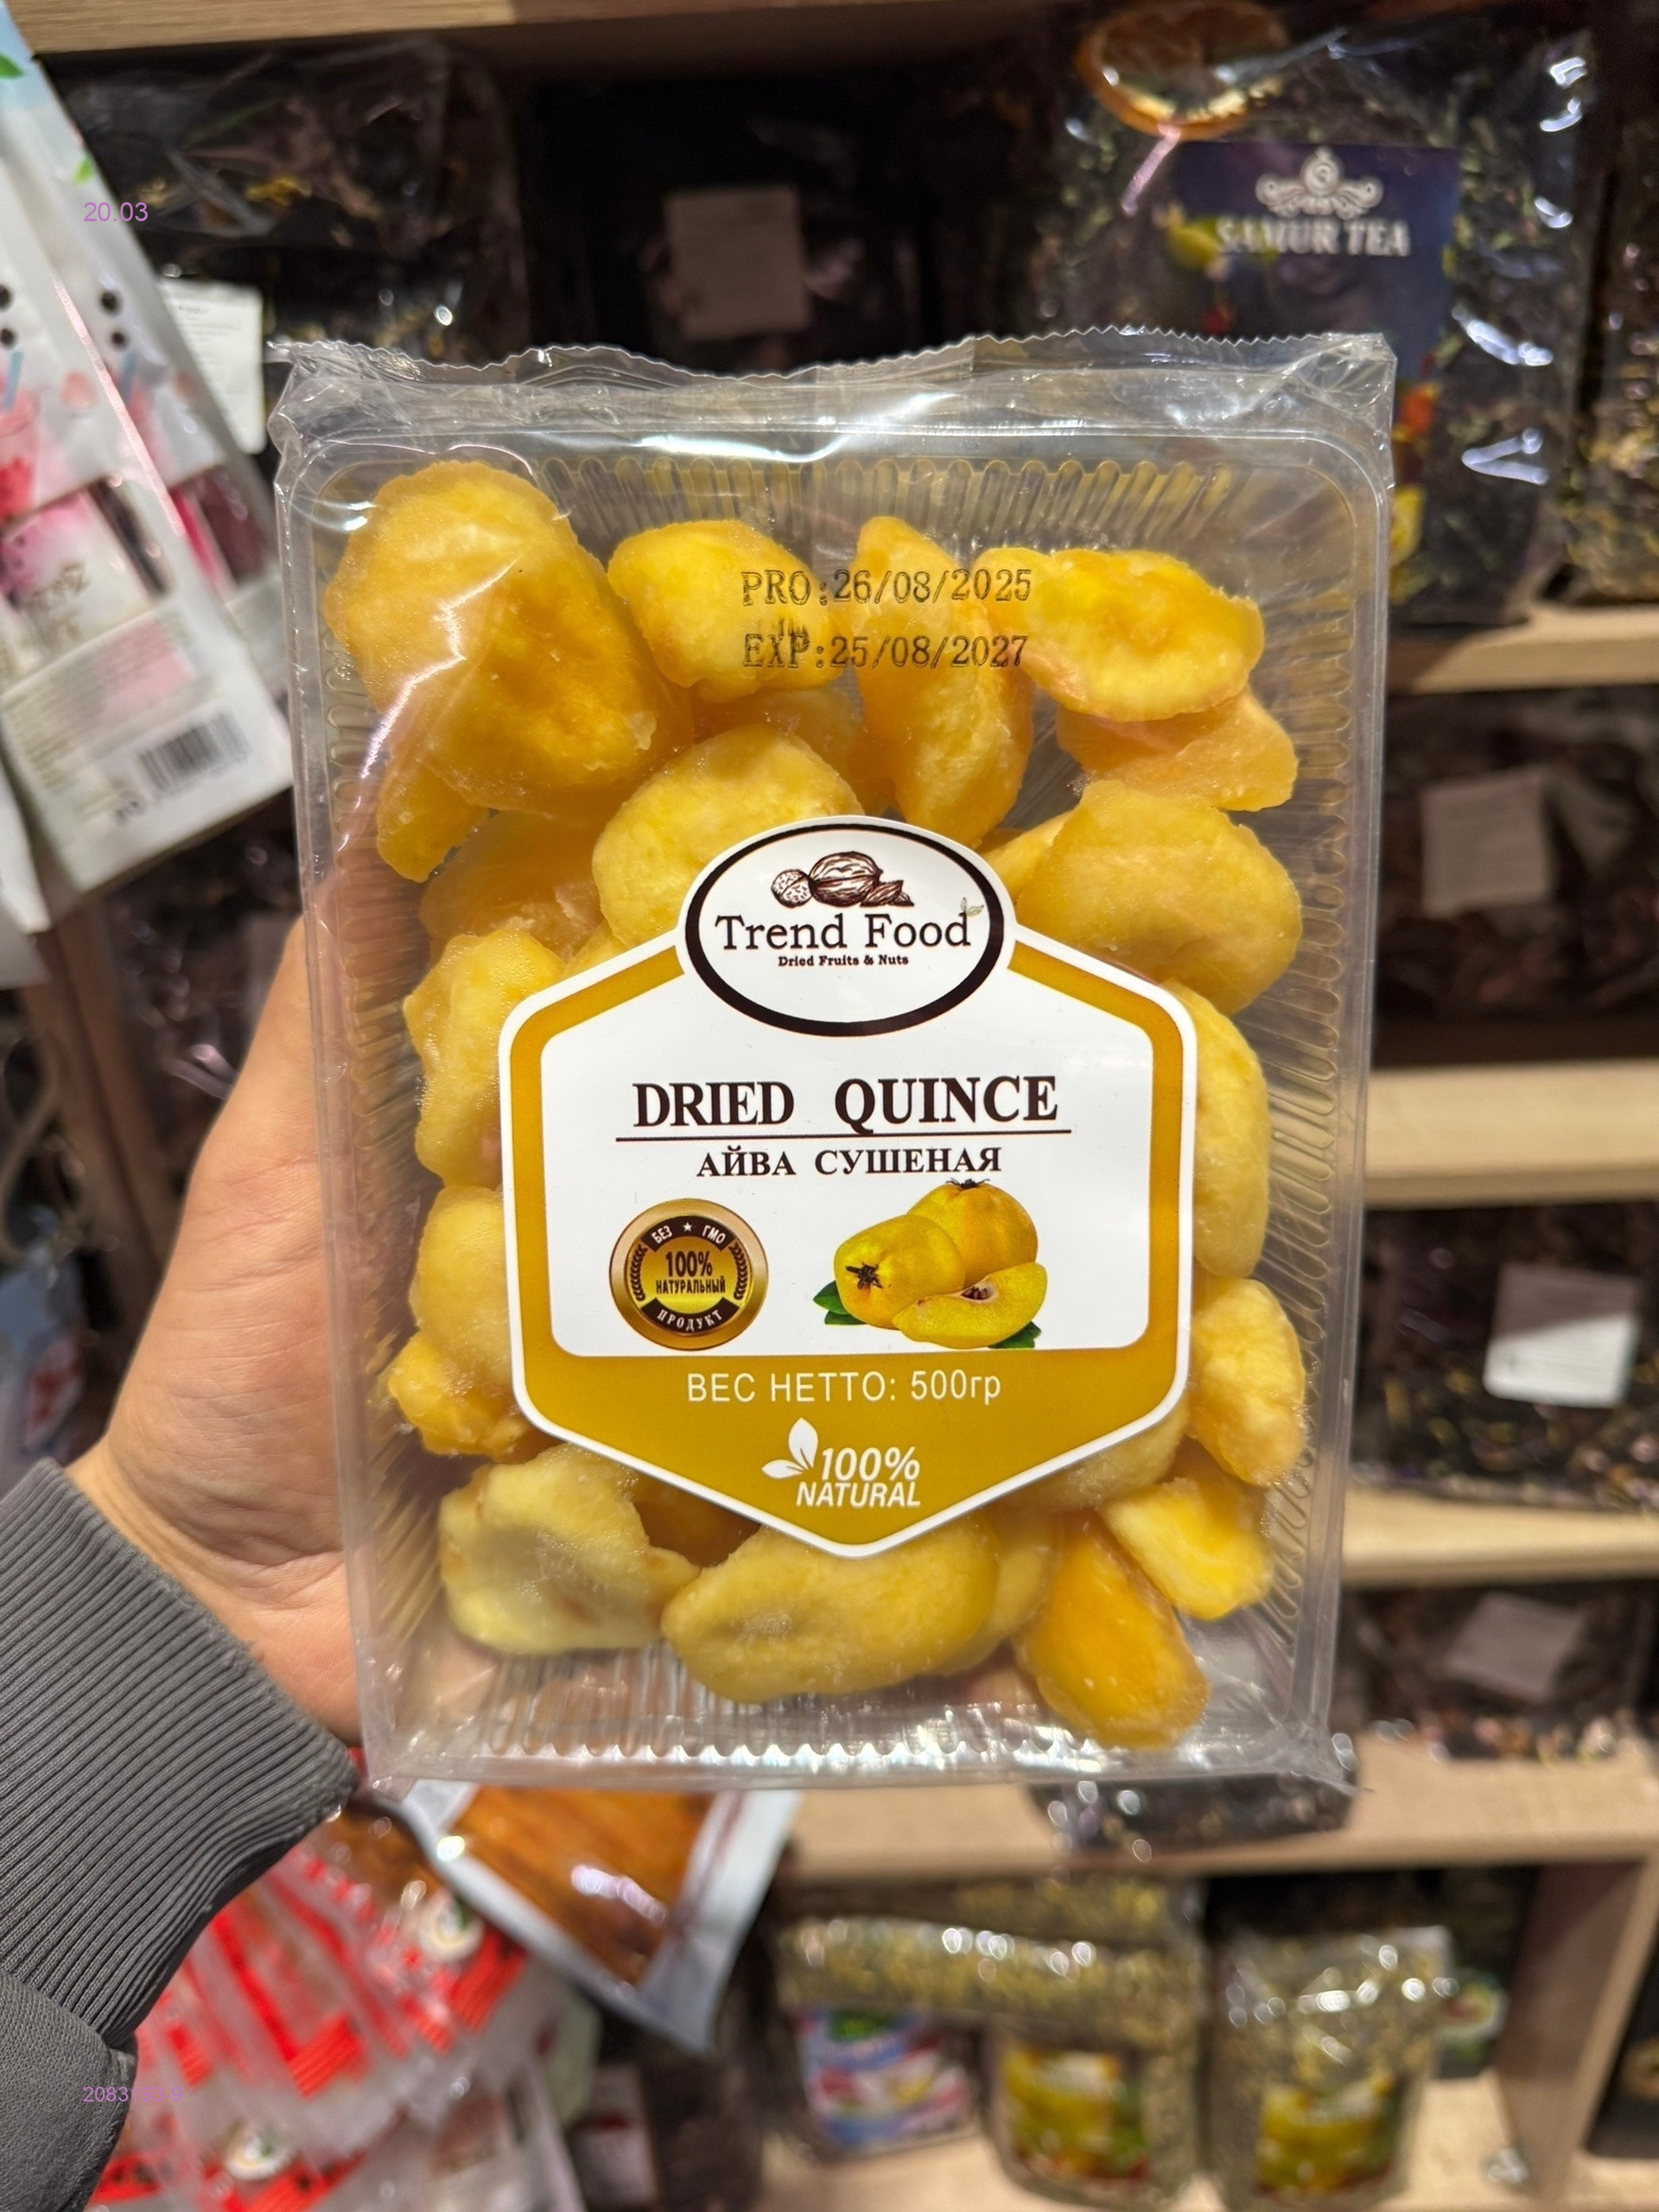 20.03
SAMUR TEA
PRO:26/08/2025
EXP:25/08/2027
Trend Food
Dried Fruits & Nuts
DRIED QUINCE
АЙВА СУШЕНАЯ
БЕЗ ★ ГМО
100%
НАТУРАЛЬНЫЙ
ПРОДУКТ
ВЕС НЕТТО: 500гр
100%
NATURAL